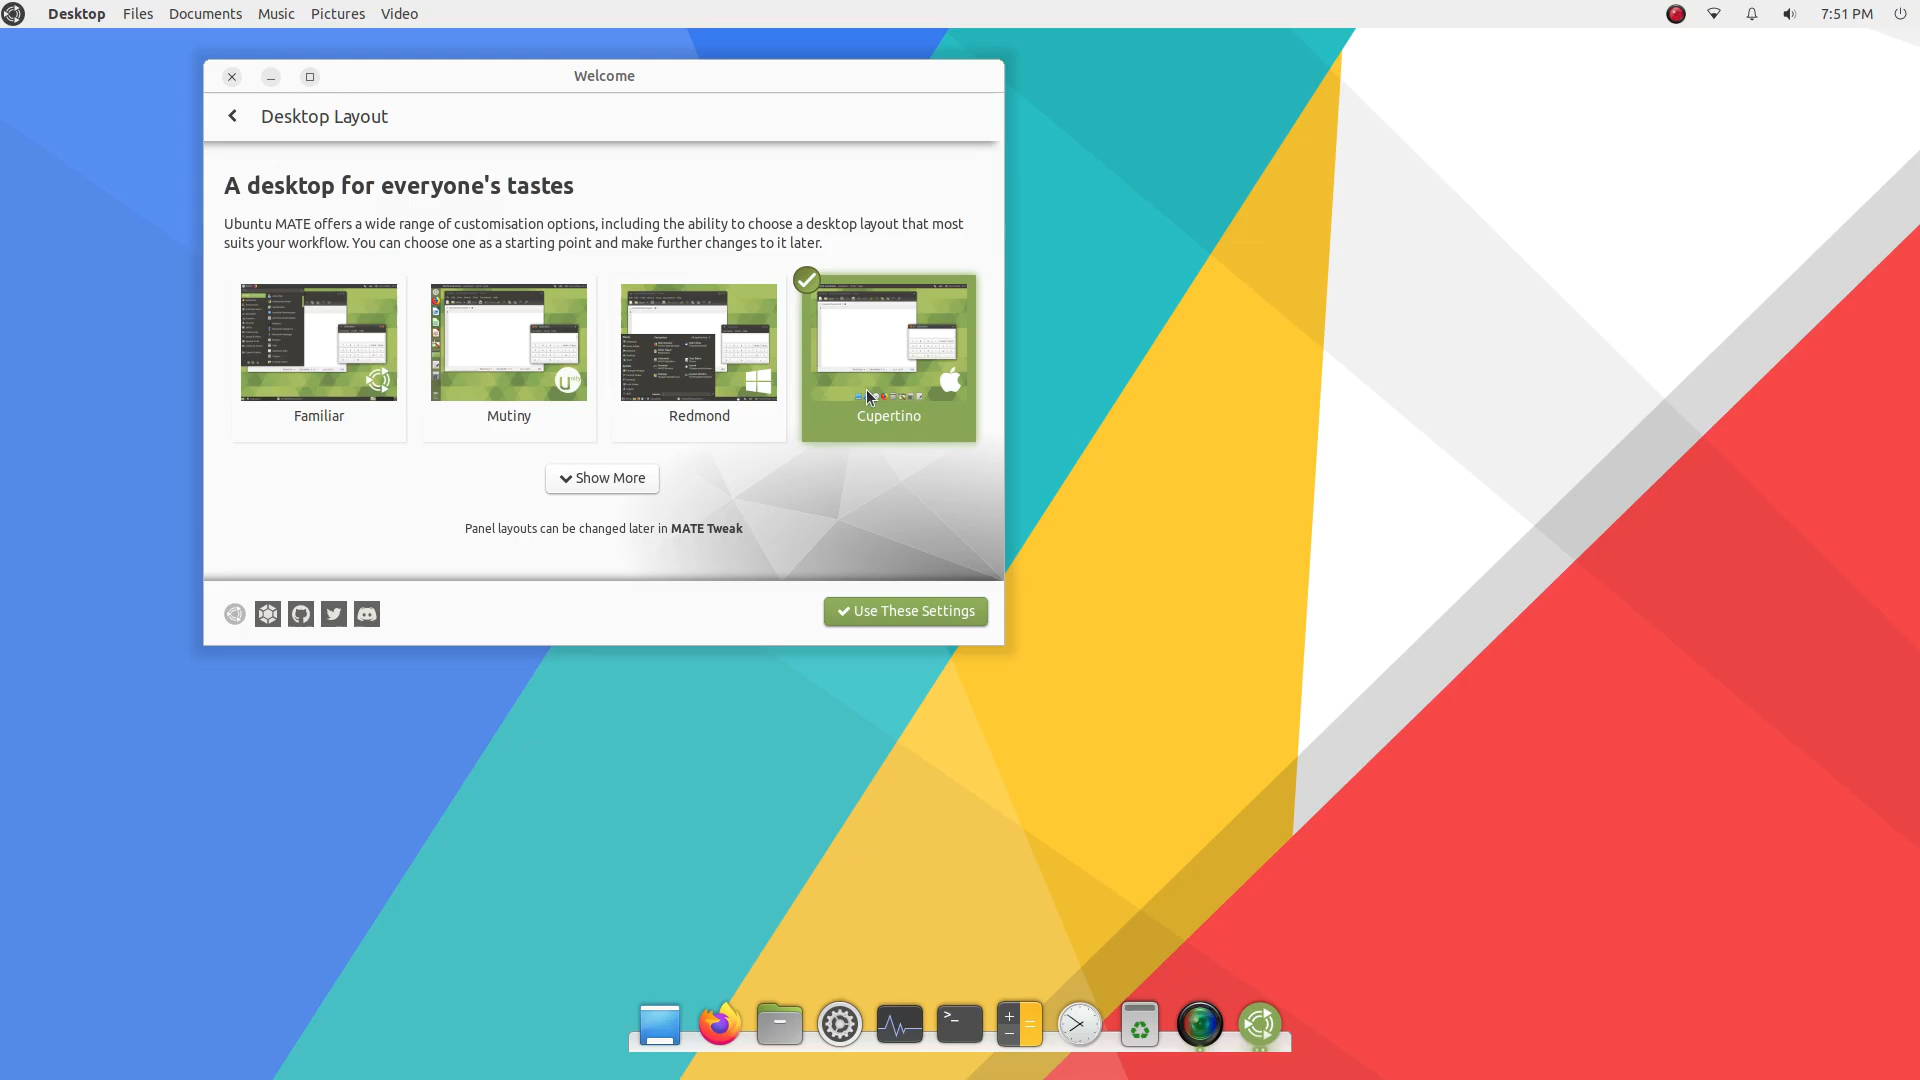 Desktop Files Documents Music Pictures Video 7:51 PM
Welcome
Desktop Layout
A desktop for everyone's tastes
Ubuntu MATE offers a wide range of customisation options, including the ability to choose a desktop layout that most
suits your workflow. You can choose one as a starting point and make further changes to it later.
Familiar Mutiny Redmond Cupertino
Show More
Panel layouts can be changed later in MATE Tweak
Use These Settings